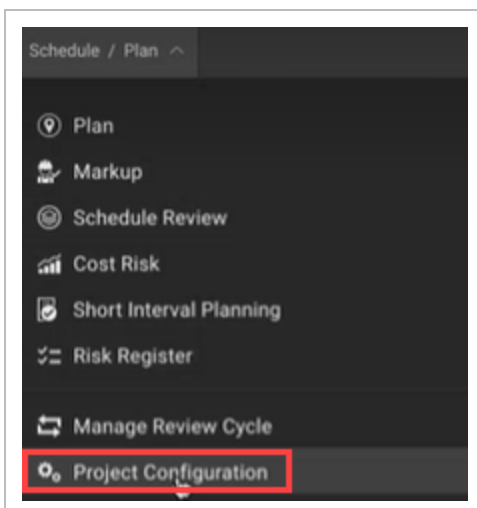 Schedule / Plan
Plan
Markup
Schedule Review
Cost Risk
Short Interval Planning
Risk Register
Manage Review Cycle
Project Configuration